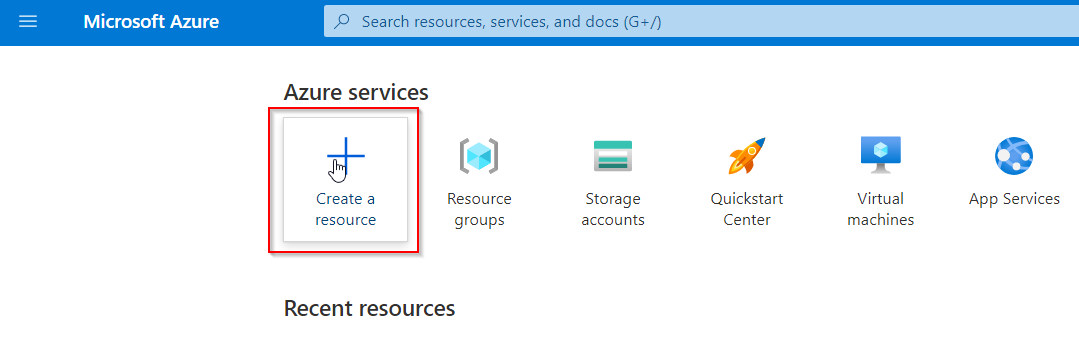 Microsoft Azure
Search resources, services, and docs (G+/)
Azure services
Create a
resource
Resource
groups
Storage
accounts
Quickstart
Center
Virtual
machines
App Services
Recent resources